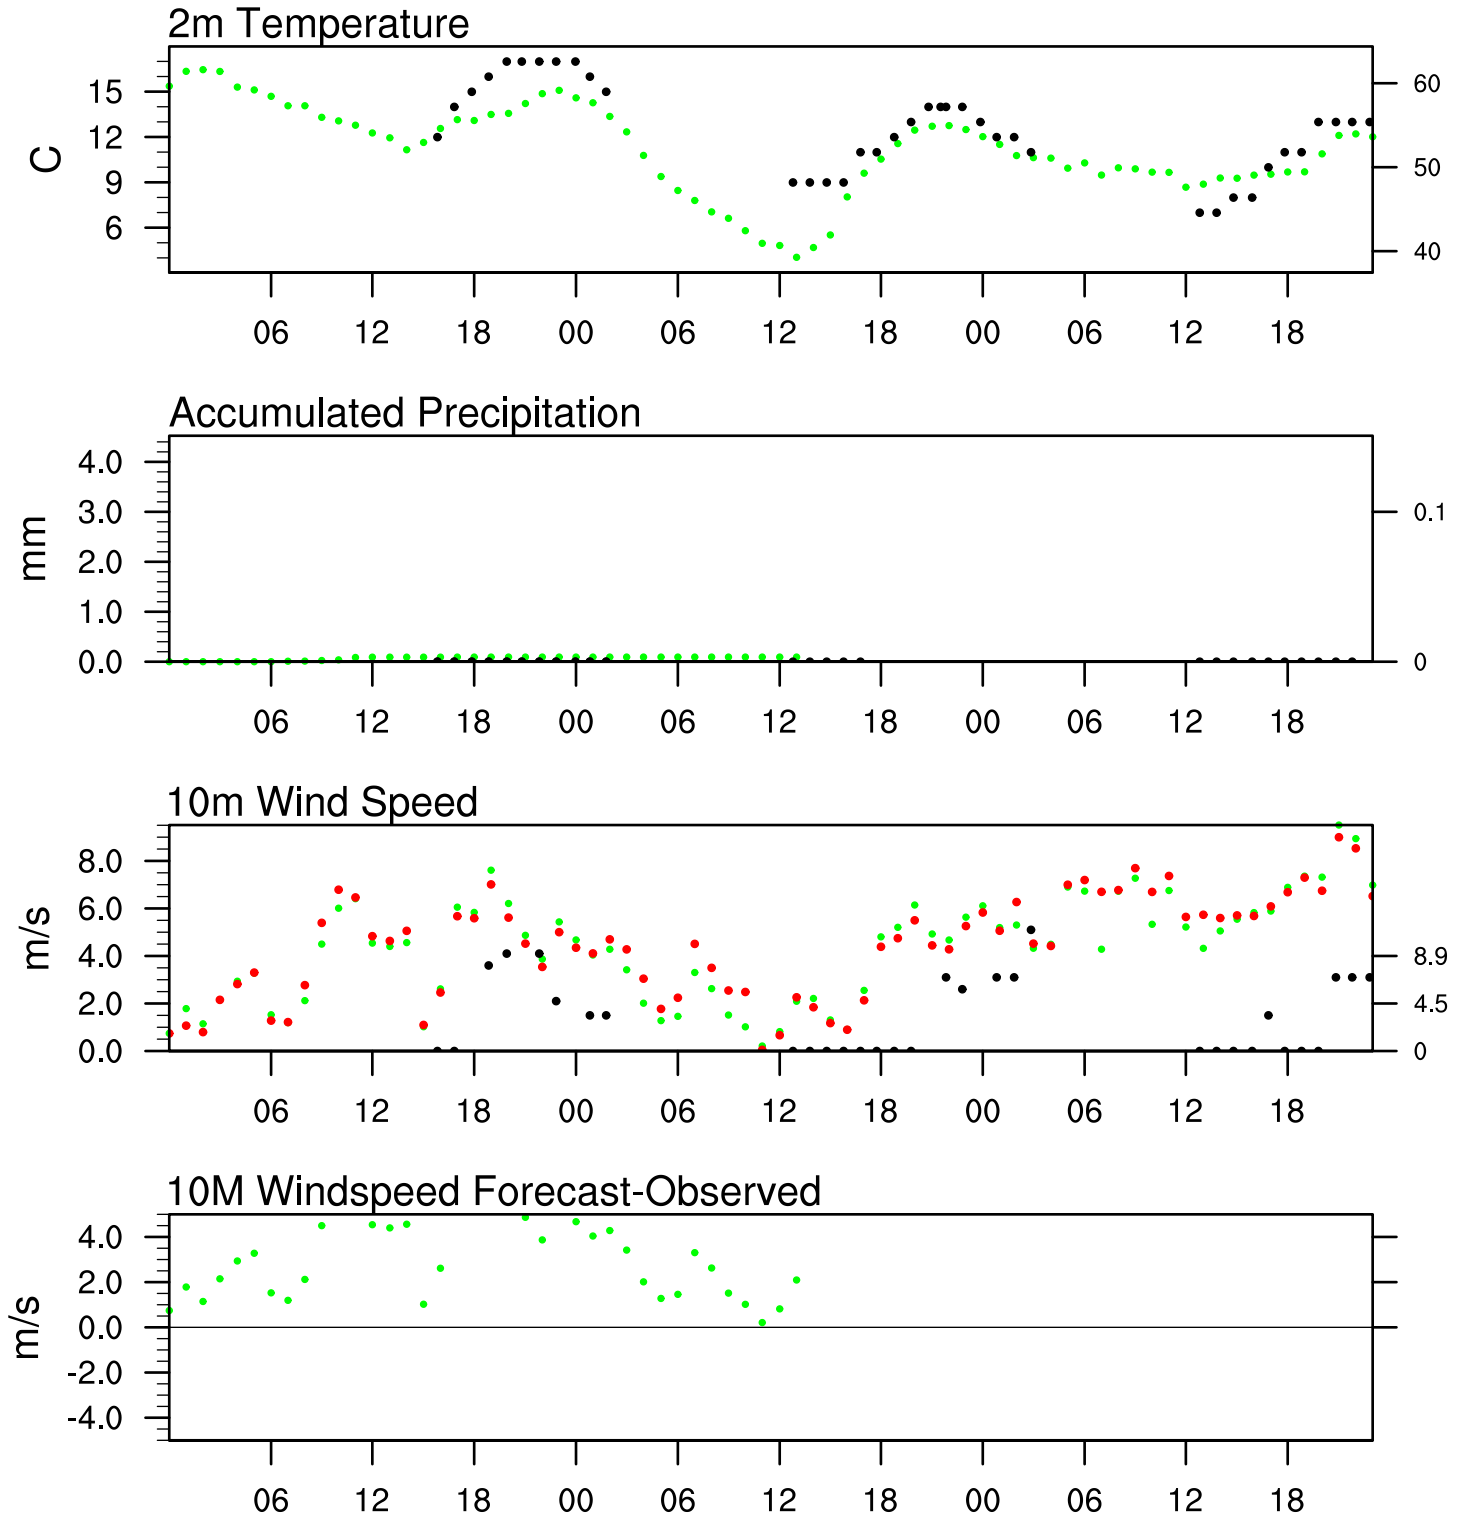 2m Temperature
15
12
9
6
C
60
50
40
06 12 18 00 06 12 18 00 06 12 18
Accumulated Precipitation
4.0
3.0
2.0
1.0
0.0
mm
0.1
0
06 12 18 00 06 12 18 00 06 12 18
10m Wind Speed
8.0
6.0
4.0
2.0
0.0
m/s
8.9
4.5
0
06 12 18 00 06 12 18 00 06 12 18
10M Windspeed Forecast-Observed
4.0
2.0
0.0
-2.0
-4.0
m/s
06 12 18 00 06 12 18 00 06 12 18